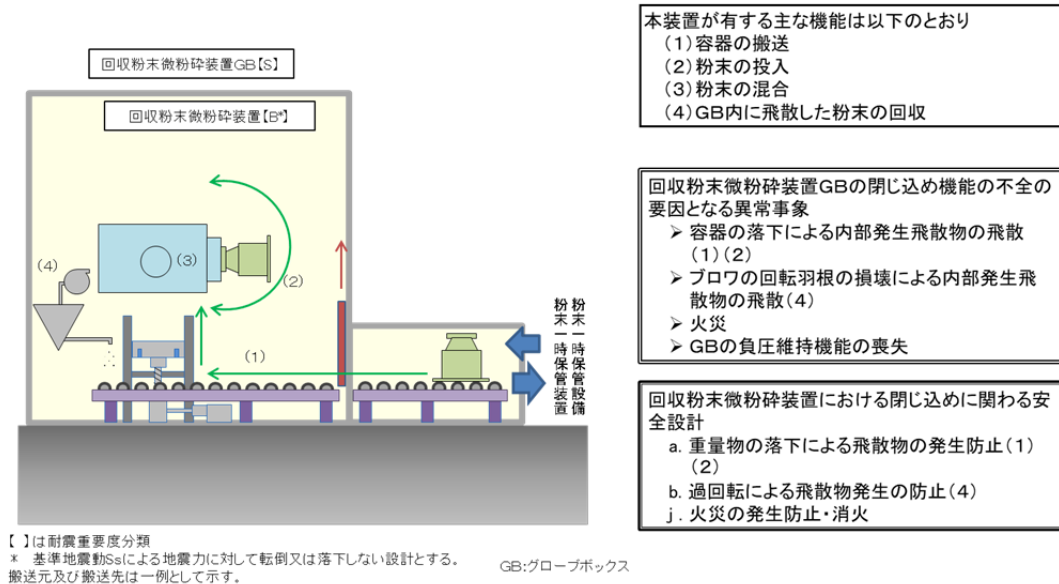 回収粉末微粉砕装置GB【S】
回収粉末微粉砕装置【B*】
(4)
(3)
(2)
(1)
粉末一時保管設備
粉末一時保管装置
【 】は耐震重要度分類
* 基準地震動Ssによる地震力に対して転倒又は落下しない設計とする。
搬送元及び搬送先は一例として示す。
GB:グローブボックス
本装置が有する主な機能は以下のとおり
(1)容器の搬送
(2)粉末の投入
(3)粉末の混合
(4)GB内に飛散した粉末の回収
回収粉末微粉砕装置GBの閉じ込め機能の不全の
要因となる異常事象
➢ 容器の落下による内部発生飛散物の飛散
(1)(2)
➢ ブロワの回転羽根の損壊による内部発生飛
散物の飛散(4)
➢ 火災
➢ GBの負圧維持機能の喪失
回収粉末微粉砕装置における閉じ込めに関わる安
全設計
a. 重量物の落下による飛散物の発生防止(1)
(2)
b. 過回転による飛散物発生の防止(4)
j. 火災の発生防止・消火